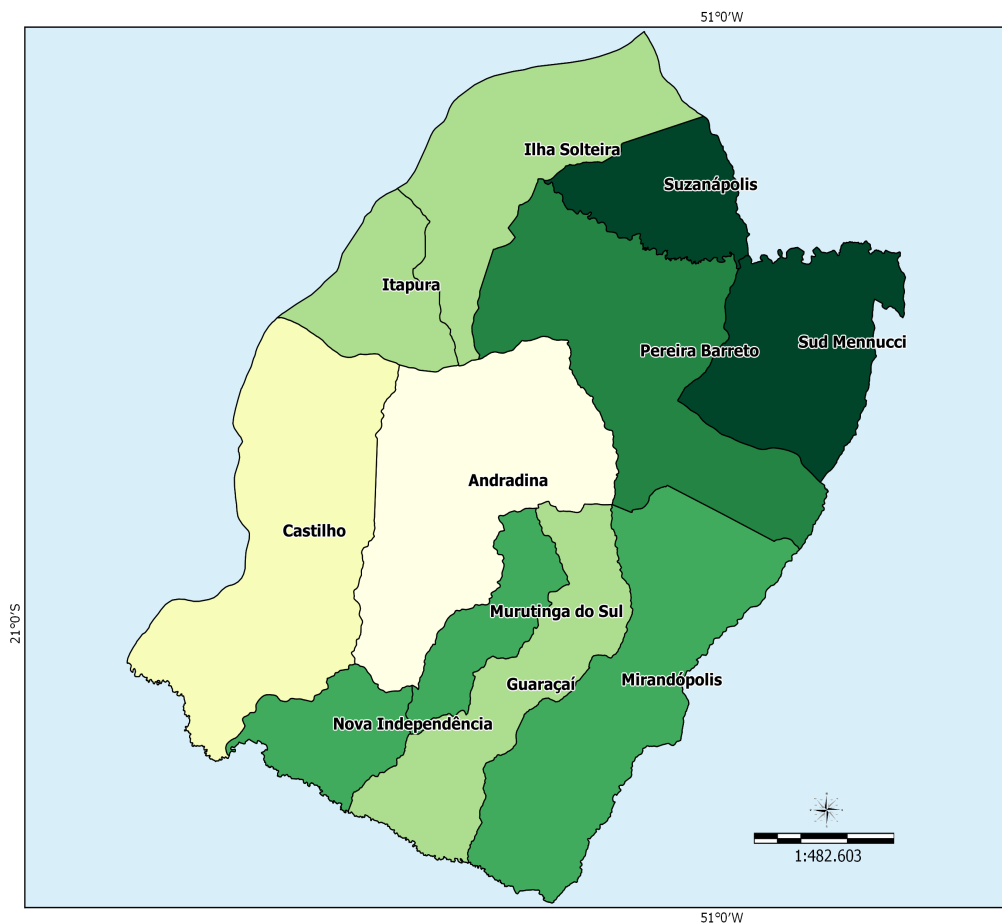 51°0'W
Ilha Solteira
Suzanápolis
Itapura
Sud Mennucci
Pereira Barreto
Andradina
Castilho
21°0'S
Murutinga do Sul
Mirandópolis
Guaraçaí
Nova Independência
1:482.603
51°0'W